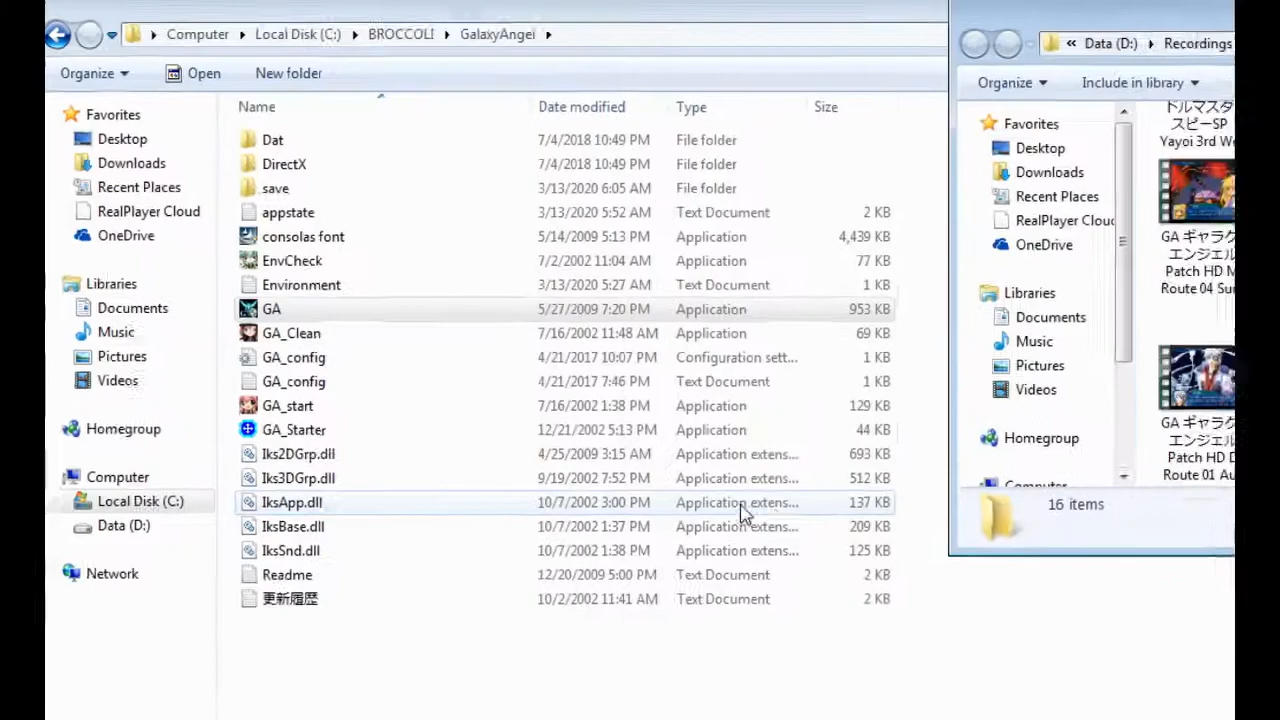 Computer Local Disk (C:) BROCCOLI GalaxyAngel
Organize Open New folder
Name Date modified Type Size
Favorites
Desktop
Downloads
Recent Places
RealPlayer Cloud
OneDrive
Libraries
Documents
Music
Pictures
Videos
Homegroup
Computer
Local Disk (C:)
Data (D:)
Network
Dat 7/4/2018 10:49 PM File folder
DirectX 7/4/2018 10:49 PM File folder
save 3/13/2020 6:05 AM File folder
appstate 3/13/2020 5:52 AM Text Document 2 KB
consolas font 5/14/2009 5:13 PM Application 4,439 KB
EnvCheck 7/2/2002 11:04 AM Application 77 KB
Environment 3/13/2020 5:27 AM Text Document 1 KB
GA 5/27/2009 7:20 PM Application 953 KB
GA_Clean 7/16/2002 11:48 AM Application 69 KB
GA_config 4/21/2017 10:07 PM Configuration sett... 1 KB
GA_config 4/21/2017 7:46 PM Text Document 1 KB
GA_start 7/16/2002 1:38 PM Application 129 KB
GA_Starter 12/21/2002 5:13 PM Application 44 KB
Iks2DGrp.dll 4/25/2009 3:15 AM Application extens... 693 KB
Iks3DGrp.dll 9/19/2002 7:52 PM Application extens... 512 KB
IksApp.dll 10/7/2002 3:00 PM Application extens... 137 KB
IksBase.dll 10/7/2002 1:37 PM Application extens... 209 KB
IksSnd.dll 10/7/2002 1:38 PM Application extens... 125 KB
Readme 12/20/2009 5:00 PM Text Document 2 KB
更新履歴 10/2/2002 11:41 AM Text Document 2 KB
« Data (D:) Recordings
Organize Include in library
Favorites
Desktop
Downloads
Recent Places
RealPlayer Clou
OneDrive
Libraries
Documents
Music
Pictures
Videos
Homegroup
Computer
ドルマスタ
スピーSP
Yayoi 3rd W
GA ギャラク
エンジェル
Patch HD M
Route 04 Su
GA ギャラク
エンジェル
Patch HD D
Route 01 Au
16 items